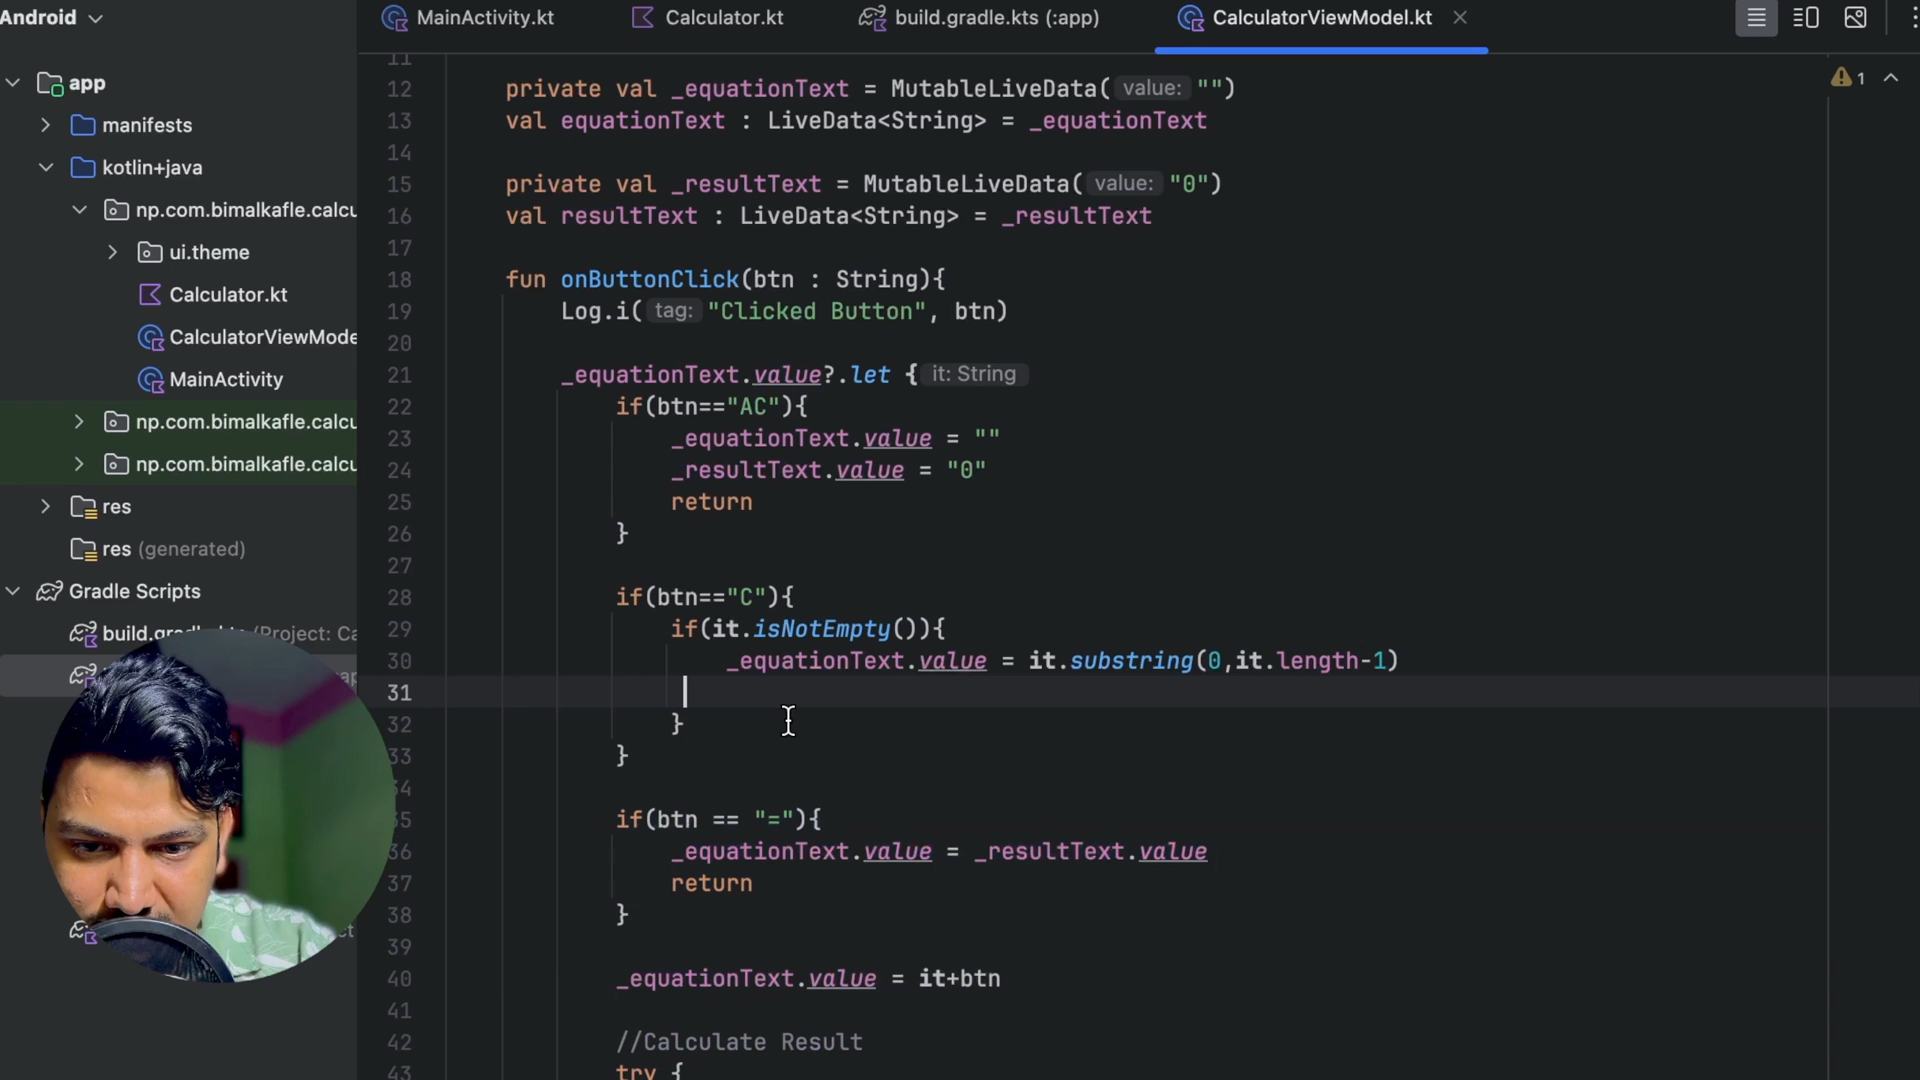 Android
MainActivity.kt
Calculator.kt
build.gradle.kts (:app)
CalculatorViewModel.kt
app
manifests
kotlin+java
np.com.bimalkafle.calcu
ui.theme
Calculator.kt
CalculatorViewMode
MainActivity
np.com.bimalkafle.calcu
np.com.bimalkafle.calcu
res
res (generated)
Gradle Scripts
(Project: Ca
1
11
12 private val _equationText = MutableLiveData( value: "")
13 val equationText : LiveData<String> = _equationText
14
15 private val _resultText = MutableLiveData( value: "0")
16 val resultText : LiveData<String> = _resultText
17
18 fun onButtonClick(btn : String){
19 Log.i( tag: "Clicked Button", btn)
20
21 _equationText.value?.let { it: String
22 if(btn=="AC"){
23 _equationText.value = ""
24 _resultText.value = "0"
25 return
26 }
27
28 if(btn=="C"){
29 if(it.isNotEmpty()){
30 _equationText.value = it.substring(0,it.length-1)
31
32 }
33 }
34
35 if(btn == "="){
36 _equationText.value = _resultText.value
37 return
38 }
39
40 _equationText.value = it+btn
41
42 //Calculate Result
43 try {